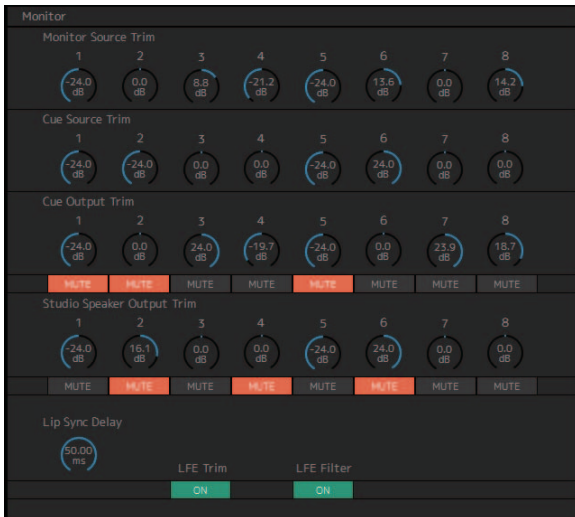 Monitor
Monitor Source Trim
1 2 3 4 5 6 7 8
-24.0 0.0 8.8 -21.2 -24.0 13.6 0.0 14.2
dB dB dB dB dB dB dB dB
Cue Source Trim
1 2 3 4 5 6 7 8
-24.0 -24.0 0.0 0.0 -24.0 24.0 0.0 0.0
dB dB dB dB dB dB dB dB
Cue Output Trim
1 2 3 4 5 6 7 8
-24.0 0.0 24.0 -19.7 -24.0 0.0 23.9 18.7
dB dB dB dB dB dB dB dB
MUTE MUTE MUTE MUTE MUTE MUTE MUTE MUTE
Studio Speaker Output Trim
1 2 3 4 5 6 7 8
-24.0 16.1 0.0 0.0 -24.0 24.0 0.0 0.0
dB dB dB dB dB dB dB dB
MUTE MUTE MUTE MUTE MUTE MUTE MUTE MUTE
Lip Sync Delay
50.00
ms
LFE Trim LFE Filter
ON ON